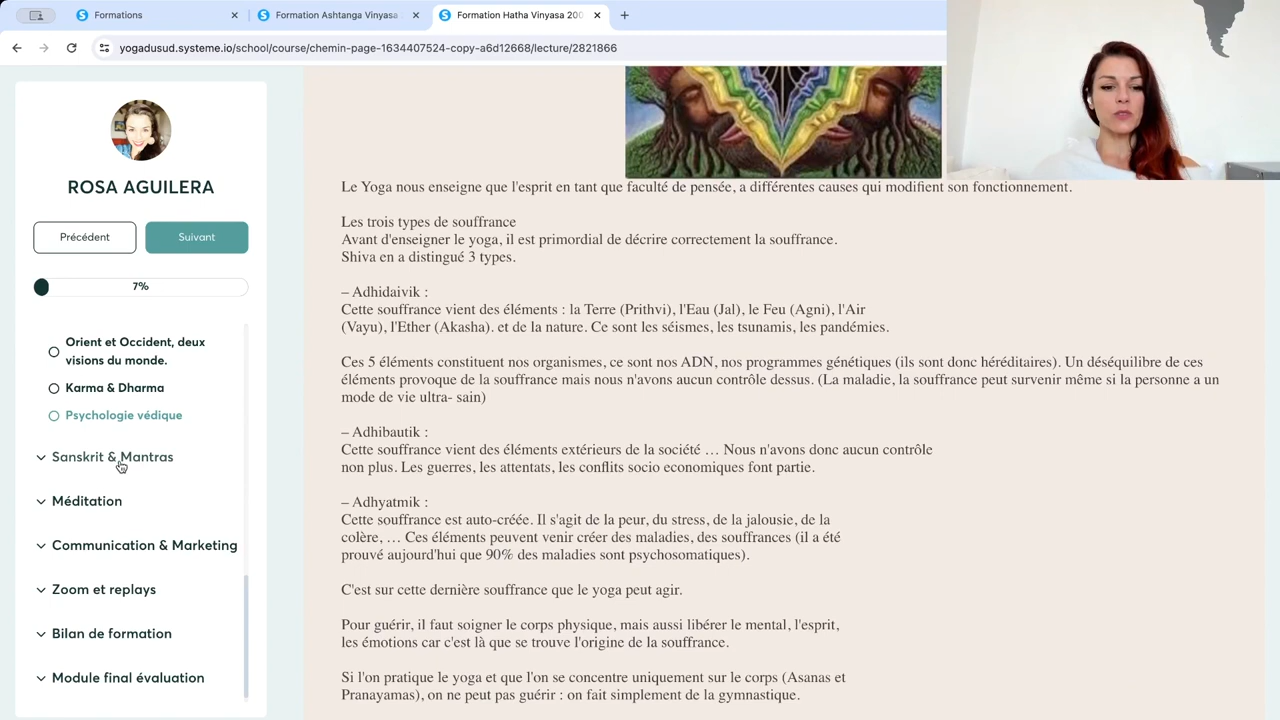 Formations
Formation Ashtanga Vinyasa
Formation Hatha Vinyasa 200
yogadusud.systeme.io/school/course/chemin-page-1634407524-copy-a6d12668/lecture/2821866
ROSA AGUILERA
Précédent
Suivant
7%
Orient et Occident, deux
visions du monde.
Karma & Dharma
Psychologie védique
Sanskrit & Mantras
Méditation
Communication & Marketing
Zoom et replays
Bilan de formation
Module final évaluation
Le Yoga nous enseigne que l'esprit en tant que faculté de pensée, a différentes causes qui modifient son fonctionnement.
Les trois types de souffrance
Avant d'enseigner le yoga, il est primordial de décrire correctement la souffrance.
Shiva en a distingué 3 types.
– Adhidaivik :
Cette souffrance vient des éléments : la Terre (Prithvi), l'Eau (Jal), le Feu (Agni), l'Air
(Vayu), l'Ether (Akasha). et de la nature. Ce sont les séismes, les tsunamis, les pandémies.
Ces 5 éléments constituent nos organismes, ce sont nos ADN, nos programmes génétiques (ils sont donc héréditaires). Un déséquilibre de ces
éléments provoque de la souffrance mais nous n'avons aucun contrôle dessus. (La maladie, la souffrance peut survenir même si la personne a un
mode de vie ultra- sain)
– Adhibautik :
Cette souffrance vient des éléments extérieurs de la société … Nous n'avons donc aucun contrôle
non plus. Les guerres, les attentats, les conflits socio economiques font partie.
– Adhyatmik :
Cette souffrance est auto-créée. Il s'agit de la peur, du stress, de la jalousie, de la
colère, … Ces éléments peuvent venir créer des maladies, des souffrances (il a été
prouvé aujourd'hui que 90% des maladies sont psychosomatiques).
C'est sur cette dernière souffrance que le yoga peut agir.
Pour guérir, il faut soigner le corps physique, mais aussi libérer le mental, l'esprit,
les émotions car c'est là que se trouve l'origine de la souffrance.
Si l'on pratique le yoga et que l'on se concentre uniquement sur le corps (Asanas et
Pranayamas), on ne peut pas guérir : on fait simplement de la gymnastique.